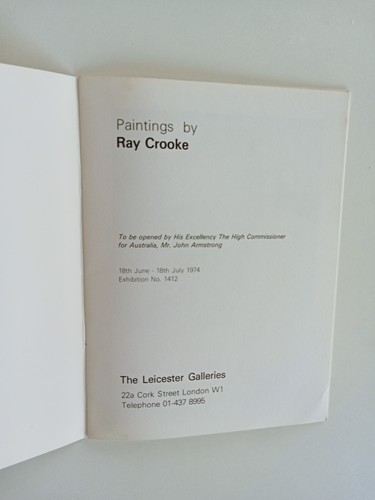 Paintings by
Ray Crooke
To be opened by His Excellency The High Commissioner
for Australia, Mr. John Armstrong
18th June - 18th July 1974
Exhibition No. 1412
The Leicester Galleries
22a Cork Street London W1
Telephone 01-437 8995